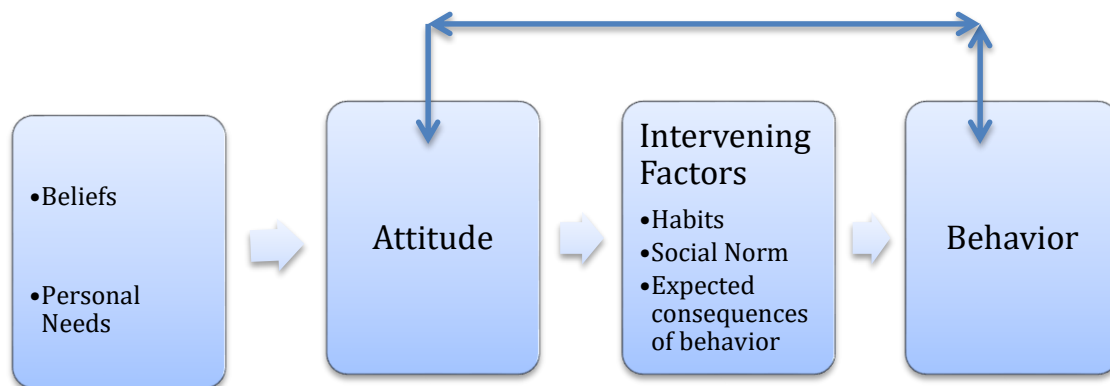 •Beliefs
•Personal
Needs
Attitude
Intervening
Factors
•Habits
•Social Norm
•Expected
consequences
of behavior
Behavior